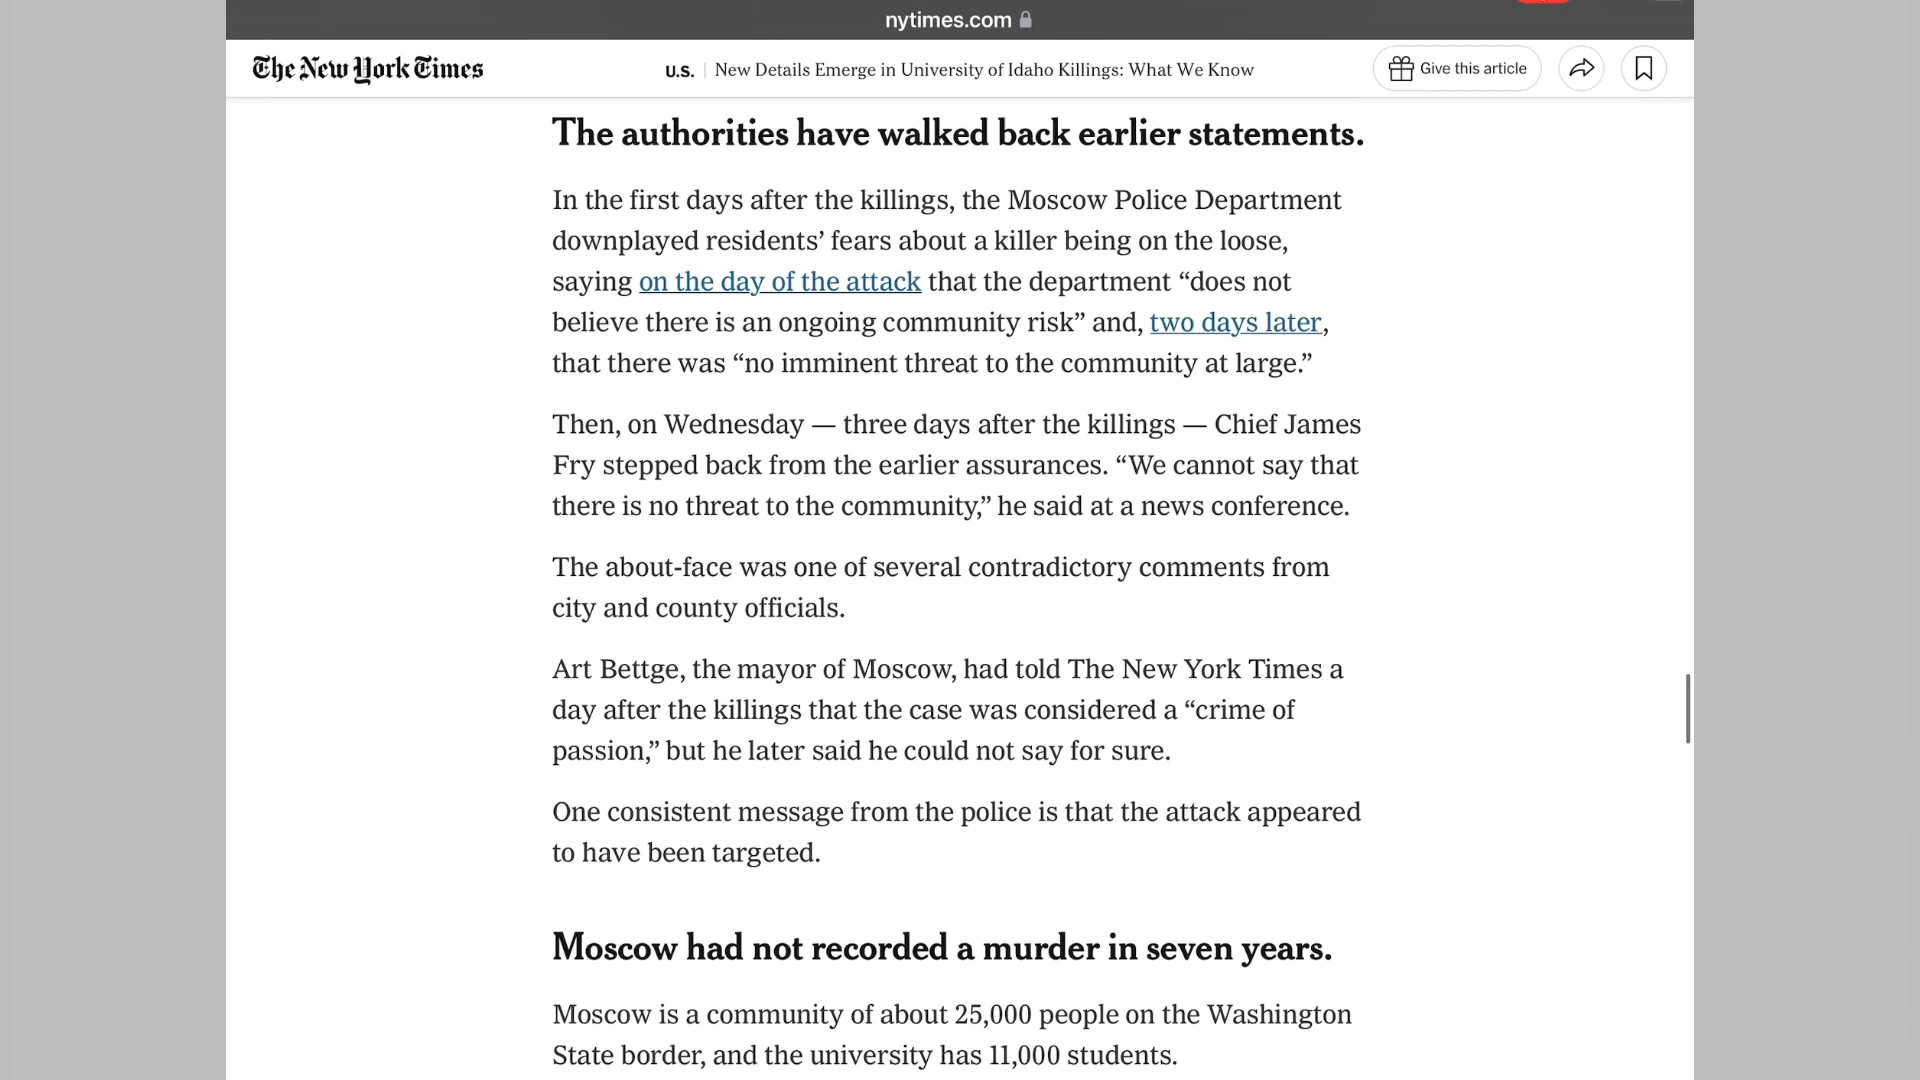 nytimes.com
The New York Times
U.S. New Details Emerge in University of Idaho Killings: What We Know
Give this article
The authorities have walked back earlier statements.
In the first days after the killings, the Moscow Police Department
downplayed residents’ fears about a killer being on the loose,
saying on the day of the attack that the department “does not
believe there is an ongoing community risk” and, two days later,
that there was “no imminent threat to the community at large.”
Then, on Wednesday — three days after the killings — Chief James
Fry stepped back from the earlier assurances. “We cannot say that
there is no threat to the community,” he said at a news conference.
The about-face was one of several contradictory comments from
city and county officials.
Art Bettge, the mayor of Moscow, had told The New York Times a
day after the killings that the case was considered a “crime of
passion,” but he later said he could not say for sure.
One consistent message from the police is that the attack appeared
to have been targeted.
Moscow had not recorded a murder in seven years.
Moscow is a community of about 25,000 people on the Washington
State border, and the university has 11,000 students.